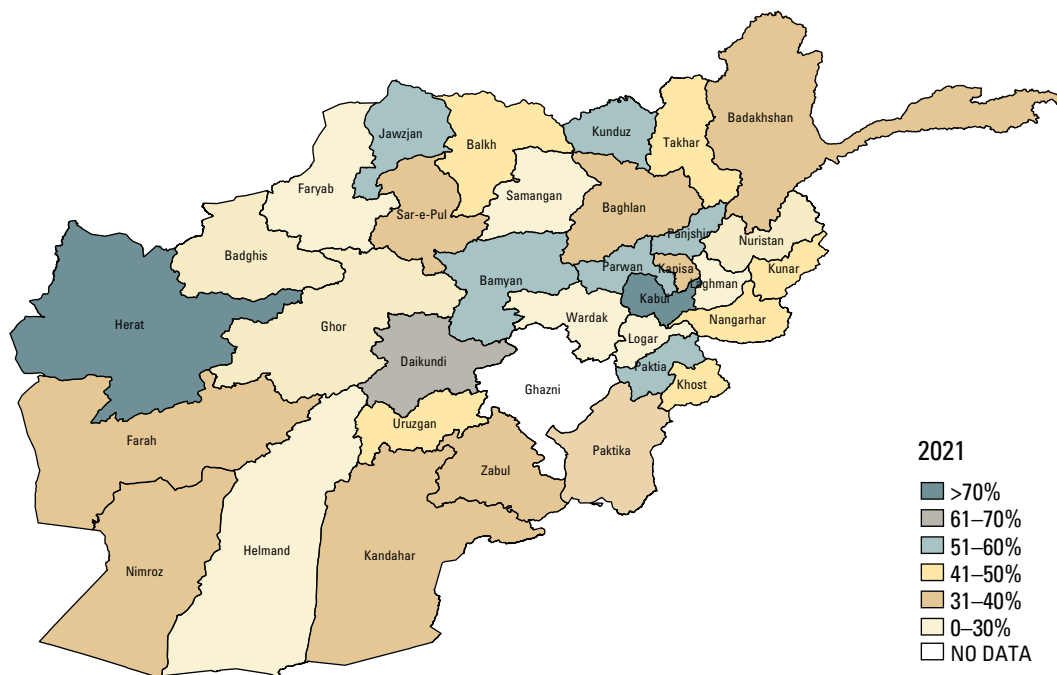 Badakhshan
Jawzjan
Kunduz
Takhar
Balkh
Faryab
Samangan
Baghlan
Sar-e-Pul
Panjshir
Nuristan
Badghis
Parwan
Kapisa
Kunar
Bamyan
Laghman
Kabul
Herat
Ghor
Wardak
Nangarhar
Logar
Daikundi
Paktia
Khost
Ghazni
Uruzgan
Farah
Zabul
Paktika
Helmand
Kandahar
Nimroz
2021
>70%
61–70%
51–60%
41–50%
31–40%
0–30%
NO DATA